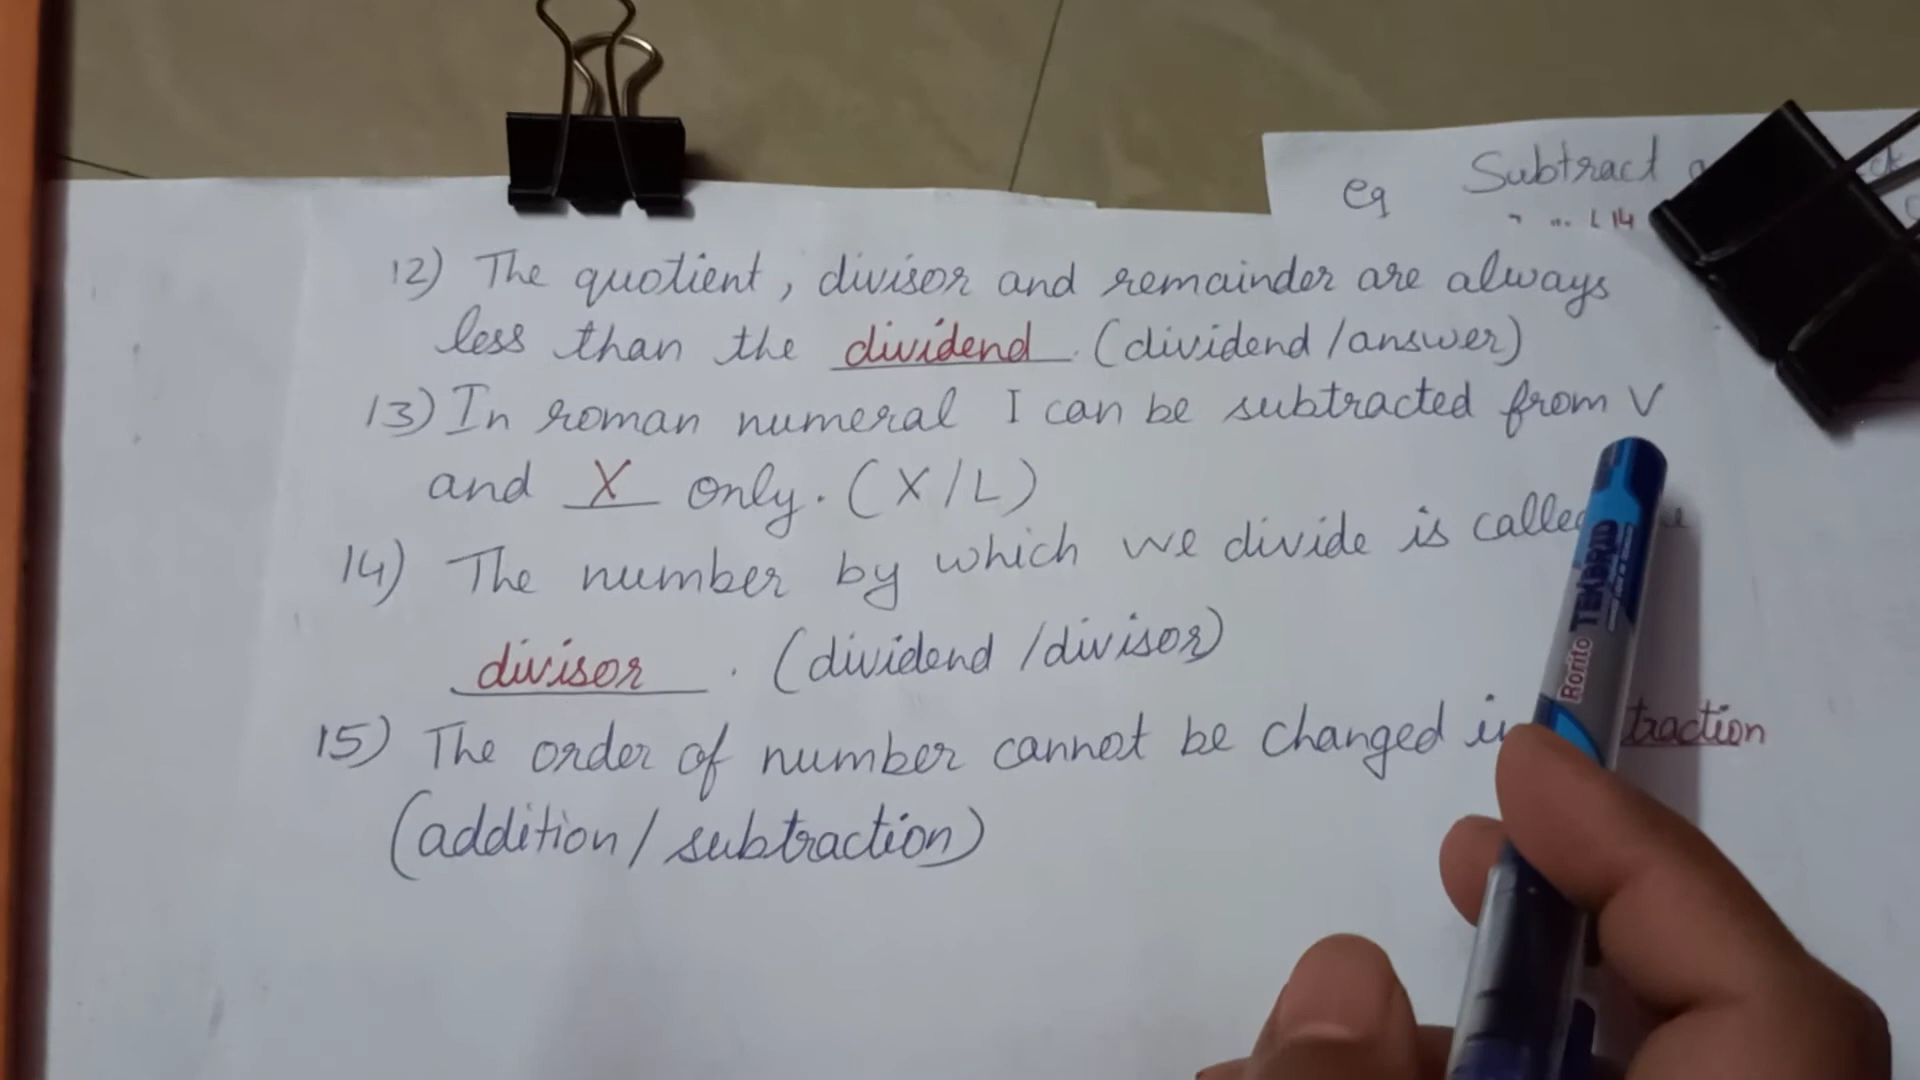 eg Subtract
14
12) The quotient, divisor and remainder are always
less than the dividend. (dividend/answer)
13) In roman numeral I can be subtracted from V
and X only. (X/L)
14) The number by which we divide is called
divisor. (dividend/divisor)
15) The order of number cannot be changed in traction
(addition/subtraction)
Rorito TEKBRID